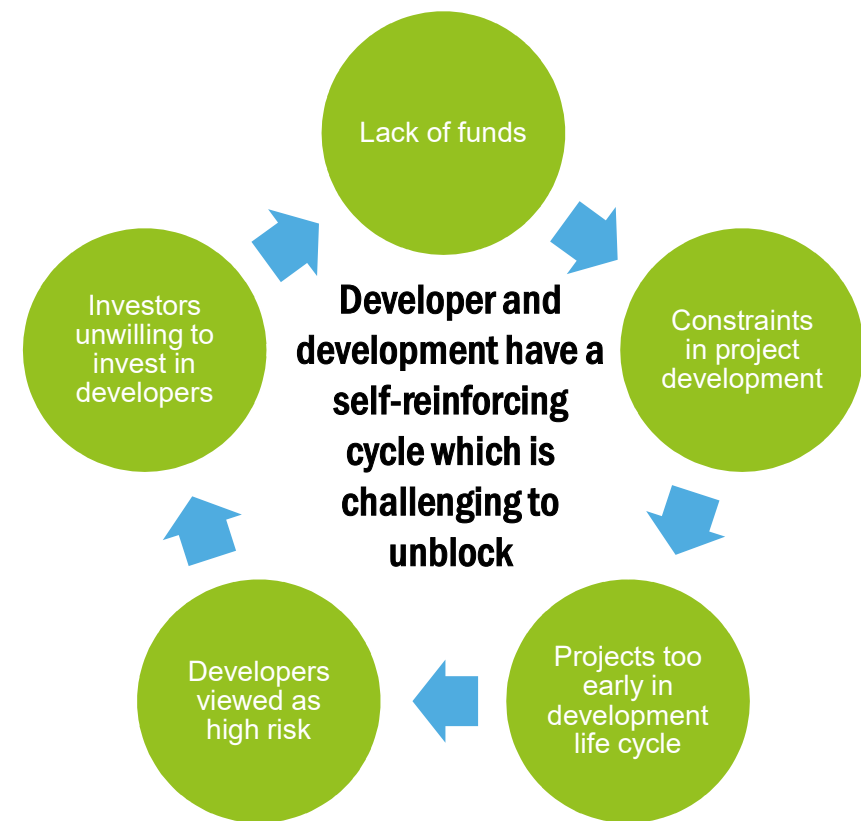 Lack of funds
Constraints
in project
development
Projects too
early in
development
life cycle
Developers
viewed as
high risk
Investors
unwilling to
invest in
developers
Developer and
development have a
self-reinforcing
cycle which is
challenging to
unblock